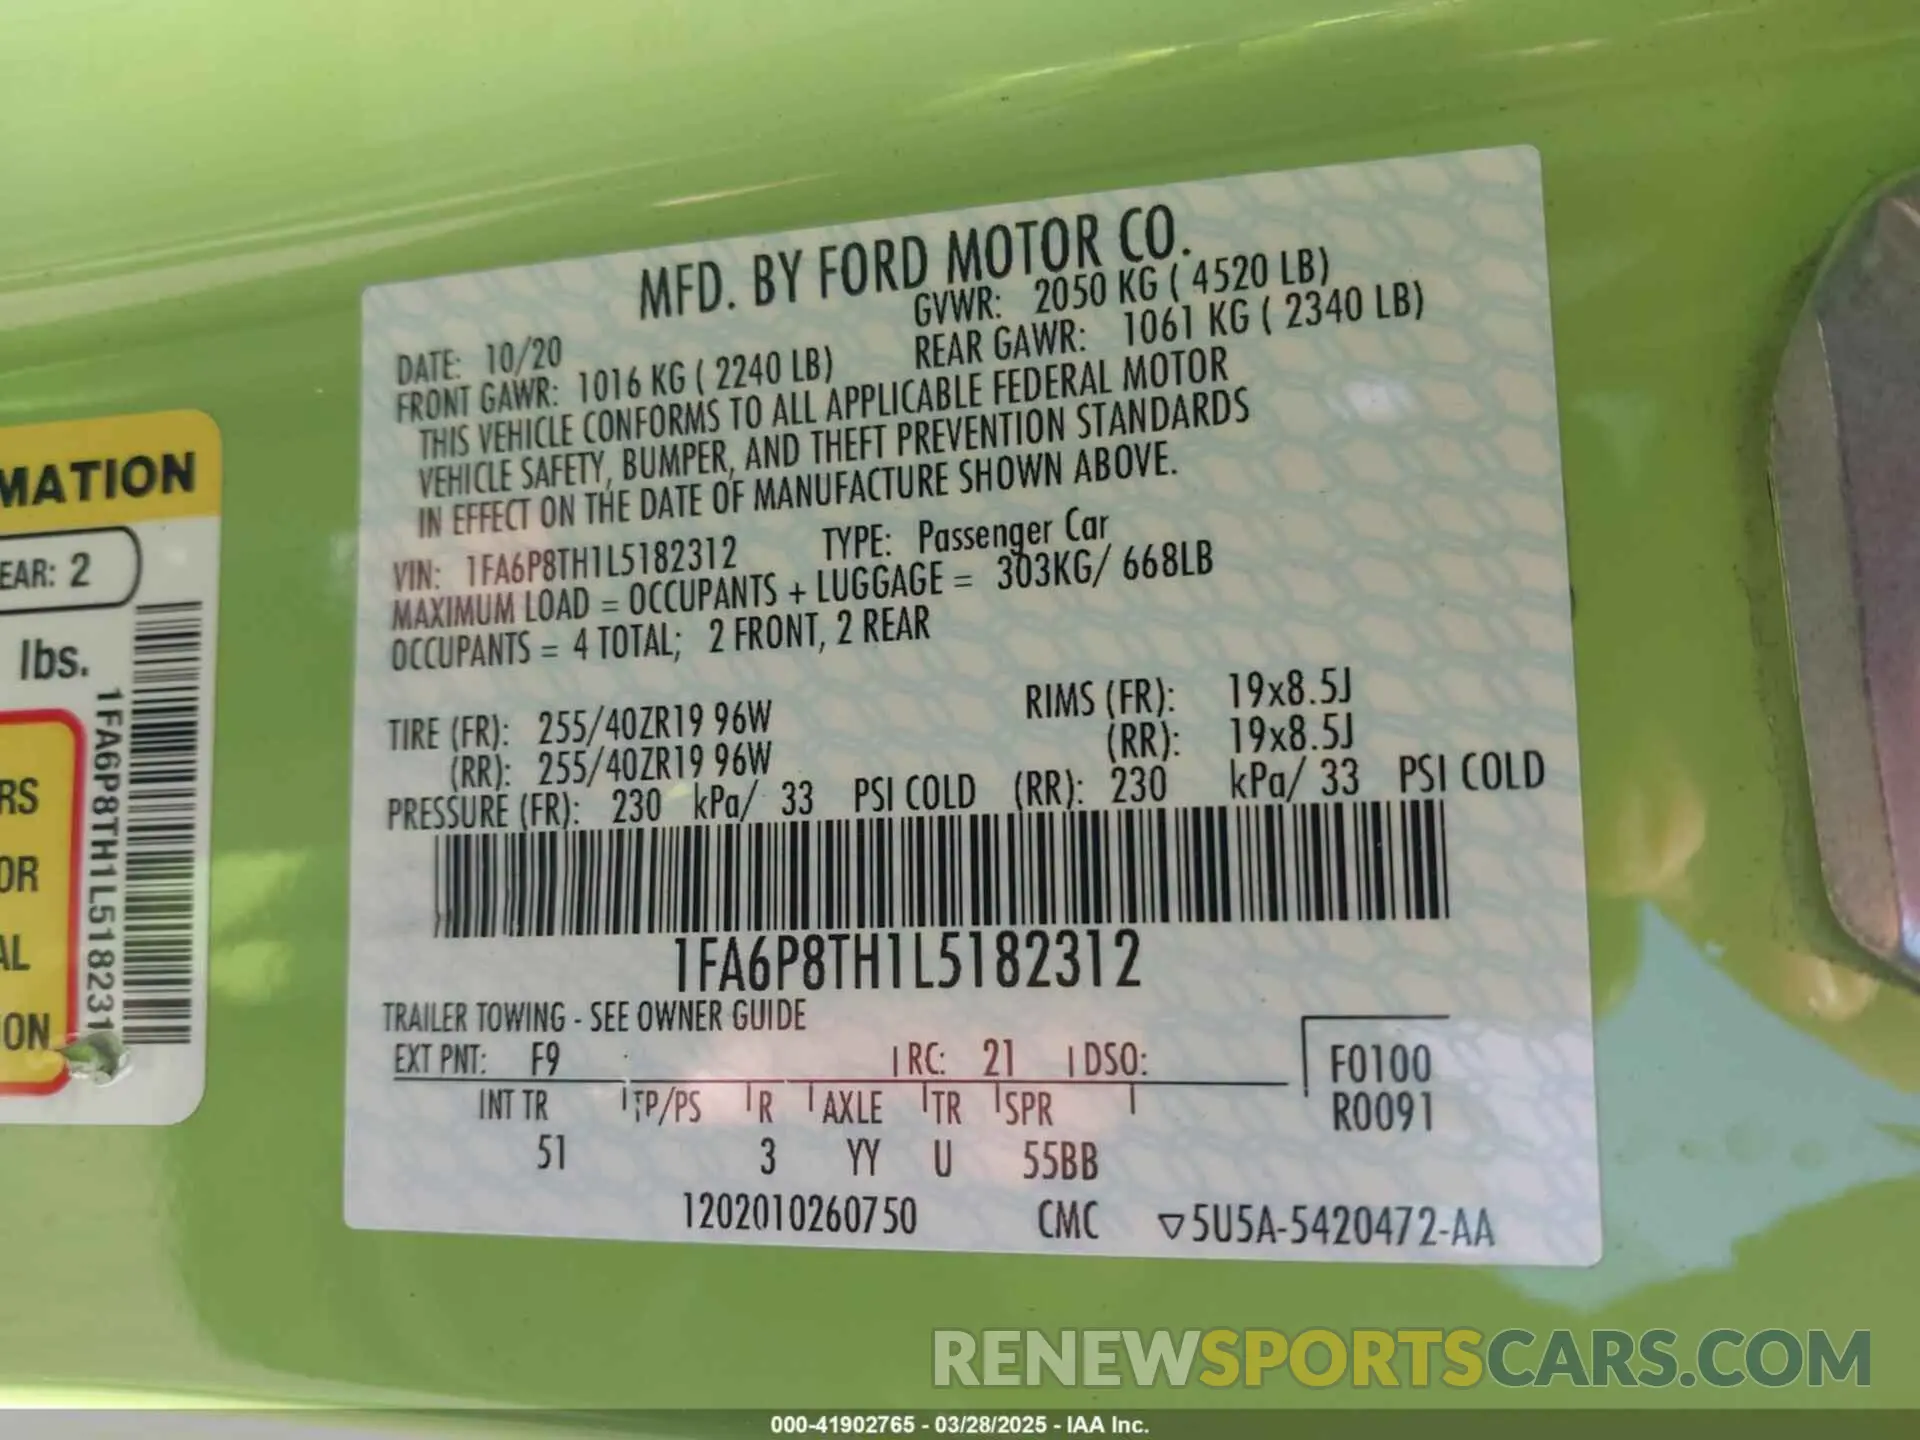 MFD. BY FORD MOTOR CO.
DATE: 10/20 GVWR: 2050 KG ( 4520 LB)
FRONT GAWR: 1016 KG ( 2240 LB) REAR GAWR: 1061 KG ( 2340 LB)
THIS VEHICLE CONFORMS TO ALL APPLICABLE FEDERAL MOTOR
VEHICLE SAFETY, BUMPER, AND THEFT PREVENTION STANDARDS
IN EFFECT ON THE DATE OF MANUFACTURE SHOWN ABOVE.
VIN: 1FA6P8TH1L5182312 TYPE: Passenger Car
MAXIMUM LOAD = OCCUPANTS + LUGGAGE = 303KG/ 668LB
OCCUPANTS = 4 TOTAL; 2 FRONT, 2 REAR
TIRE (FR): 255/40ZR19 96W RIMS (FR): 19x8.5J
(RR): 255/40ZR19 96W (RR): 19x8.5J
PRESSURE (FR): 230 kPa/ 33 PSI COLD (RR): 230 kPa/ 33 PSI COLD
1FA6P8TH1L5182312
TRAILER TOWING - SEE OWNER GUIDE
EXT PNT: F9 RC: 21 DSO: F0100
INT TR TP/PS R AXLE TR SPR R0091
51 3 YY U 55BB
1202010260750 CMC ▽5U5A-5420472-AA
MATION
EAR: 2
lbs.
1FA6P8TH1L518231
RS
OR
AL
ION
RENEWSPORTSCARS.COM
000-41902765 - 03/28/2025 - IAA Inc.